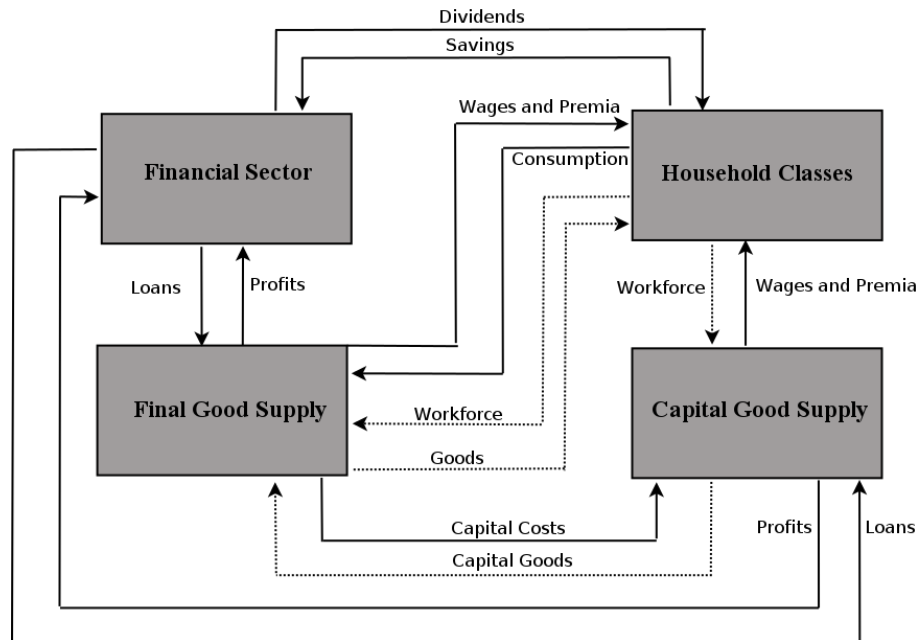 Dividends
Savings
Wages and Premia
Consumption
Financial Sector
Household Classes
Loans
Profits
Workforce
Wages and Premia
Final Good Supply
Capital Good Supply
Workforce
Goods
Capital Costs
Profits
Loans
Capital Goods